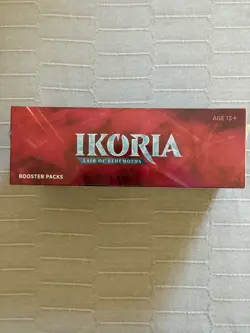 AGE 13+
IKORIA
LAIR OF BEHEMOTHS
BOOSTER PACKS